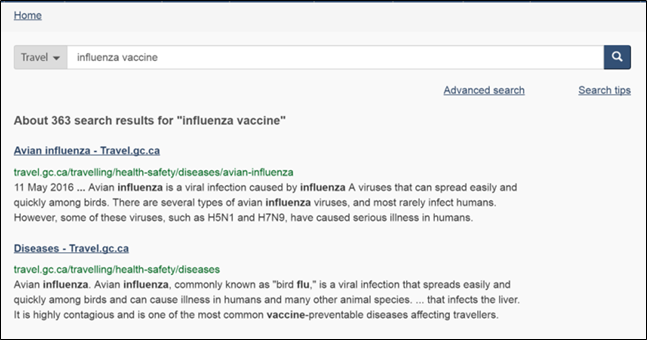 Home
Travel influenza vaccine
Advanced search Search tips
About 363 search results for "influenza vaccine"
Avian influenza - Travel.gc.ca
travel.gc.ca/travelling/health-safety/diseases/avian-influenza
11 May 2016 ... Avian influenza is a viral infection caused by influenza A viruses that can spread easily and
quickly among birds. There are several types of avian influenza viruses, and most rarely infect humans.
However, some of these viruses, such as H5N1 and H7N9, have caused serious illness in humans.
Diseases - Travel.gc.ca
travel.gc.ca/travelling/health-safety/diseases
Avian influenza. Avian influenza, commonly known as "bird flu," is a viral infection that spreads easily and
quickly among birds and can cause illness in humans and many other animal species. ... that infects the liver.
It is highly contagious and is one of the most common vaccine-preventable diseases affecting travellers.